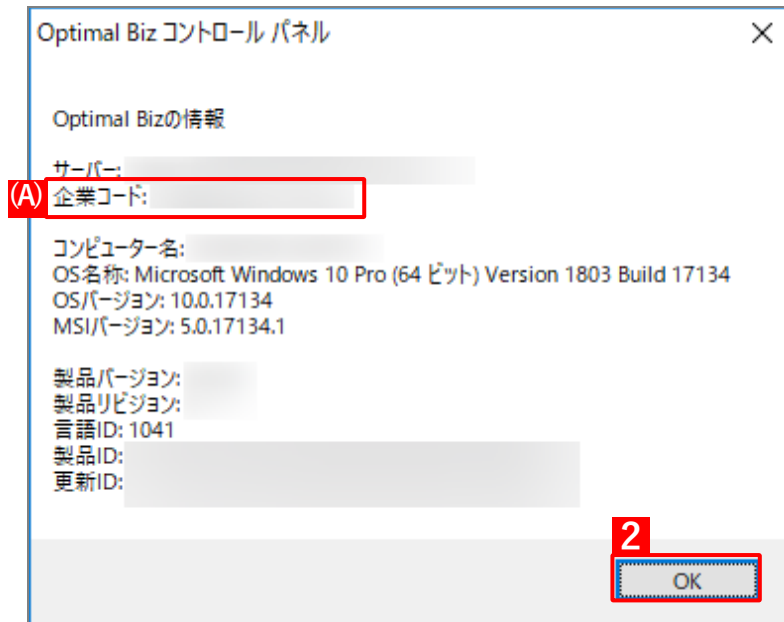 Optimal Biz コントロール パネル
Optimal Bizの情報
サーバー:
(A) 企業コード:
コンピューター名:
OS名称: Microsoft Windows 10 Pro (64 ビット) Version 1803 Build 17134
OSバージョン: 10.0.17134
MSIバージョン: 5.0.17134.1
製品バージョン:
製品リビジョン:
言語ID: 1041
製品ID:
更新ID:
2
OK